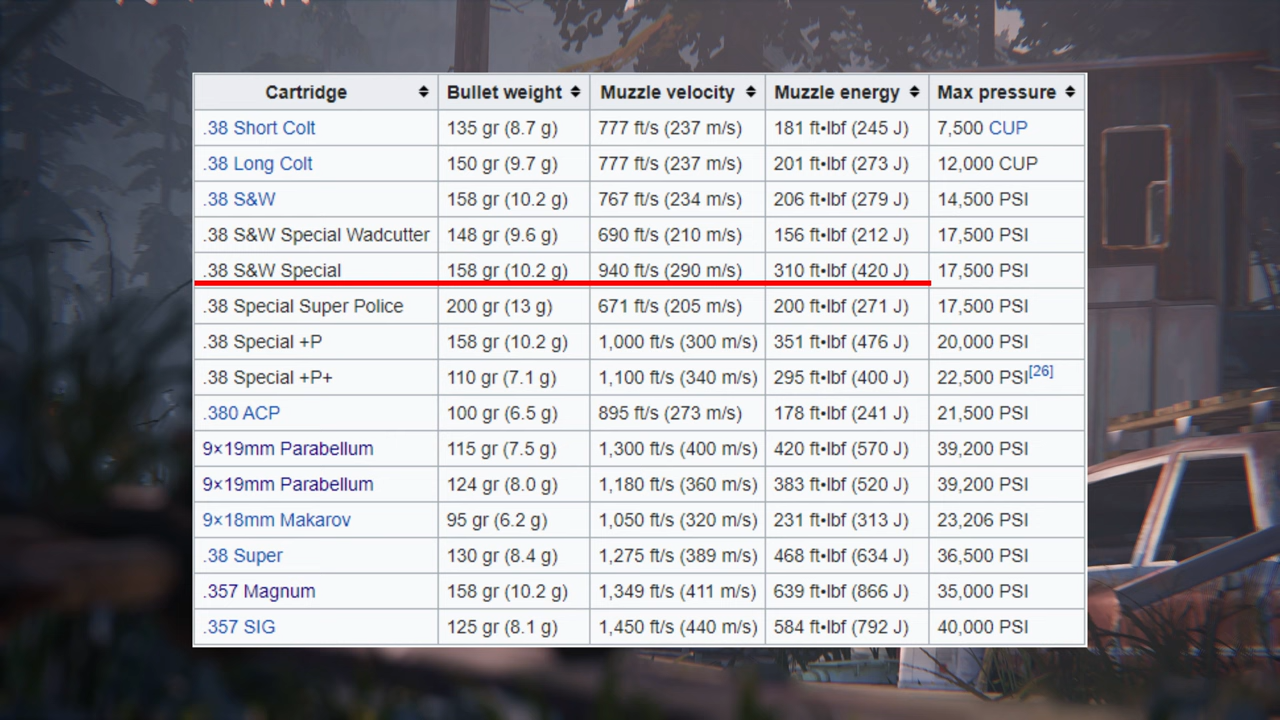 Cartridge Bullet weight Muzzle velocity Muzzle energy Max pressure
.38 Short Colt 135 gr (8.7 g) 777 ft/s (237 m/s) 181 ft•lbf (245 J) 7,500 CUP
.38 Long Colt 150 gr (9.7 g) 777 ft/s (237 m/s) 201 ft•lbf (273 J) 12,000 CUP
.38 S&W 158 gr (10.2 g) 767 ft/s (234 m/s) 206 ft•lbf (279 J) 14,500 PSI
.38 S&W Special Wadcutter 148 gr (9.6 g) 690 ft/s (210 m/s) 156 ft•lbf (212 J) 17,500 PSI
.38 S&W Special 158 gr (10.2 g) 940 ft/s (290 m/s) 310 ft•lbf (420 J) 17,500 PSI
.38 Special Super Police 200 gr (13 g) 671 ft/s (205 m/s) 200 ft•lbf (271 J) 17,500 PSI
.38 Special +P 158 gr (10.2 g) 1,000 ft/s (300 m/s) 351 ft•lbf (476 J) 20,000 PSI
.38 Special +P+ 110 gr (7.1 g) 1,100 ft/s (340 m/s) 295 ft•lbf (400 J) 22,500 PSI[26]
.380 ACP 100 gr (6.5 g) 895 ft/s (273 m/s) 178 ft•lbf (241 J) 21,500 PSI
9×19mm Parabellum 115 gr (7.5 g) 1,300 ft/s (400 m/s) 420 ft•lbf (570 J) 39,200 PSI
9×19mm Parabellum 124 gr (8.0 g) 1,180 ft/s (360 m/s) 383 ft•lbf (520 J) 39,200 PSI
9×18mm Makarov 95 gr (6.2 g) 1,050 ft/s (320 m/s) 231 ft•lbf (313 J) 23,206 PSI
.38 Super 130 gr (8.4 g) 1,275 ft/s (389 m/s) 468 ft•lbf (634 J) 36,500 PSI
.357 Magnum 158 gr (10.2 g) 1,349 ft/s (411 m/s) 639 ft•lbf (866 J) 35,000 PSI
.357 SIG 125 gr (8.1 g) 1,450 ft/s (440 m/s) 584 ft•lbf (792 J) 40,000 PSI